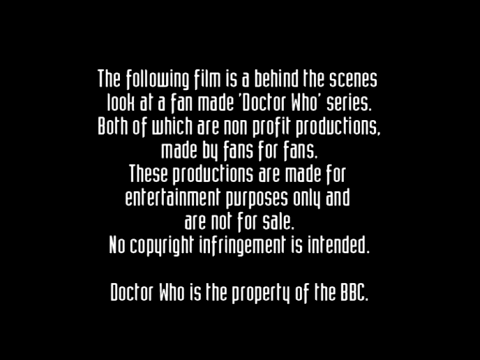 The following film is a behind the scenes
look at a fan made 'Doctor Who' series.
Both of which are non profit productions,
made by fans for fans.
These productions are made for
entertainment purposes only and
are not for sale.
No copyright infringement is intended.
Doctor Who is the property of the BBC.